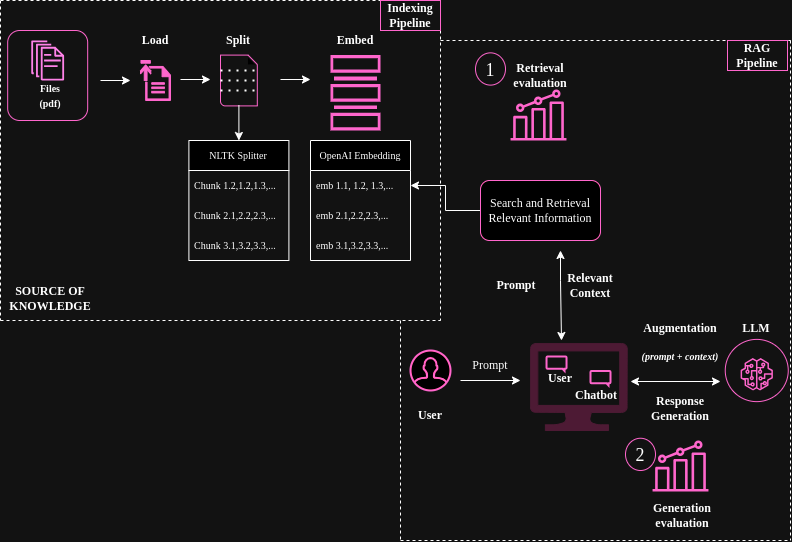 Indexing
Pipeline
Load
Split
Embed
Files
(pdf)
NLTK Splitter
Chunk 1.2,1.2,1.3,...
Chunk 2.1,2.2,2.3,...
Chunk 3.1,3.2,3.3,...
OpenAI Embedding
emb 1.1, 1.2, 1.3,...
emb 2.1,2.2,2.3,...
emb 3.1,3.2,3.3,...
SOURCE OF
KNOWLEDGE
RAG
Pipeline
1
Retrieval
evaluation
Search and Retrieval
Relevant Information
Prompt
Relevant
Context
User
Prompt
User
Chatbot
Augmentation
(prompt + context)
LLM
Response
Generation
2
Generation
evaluation